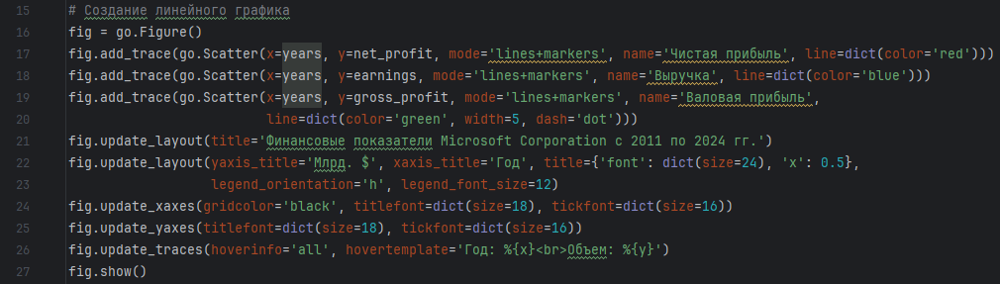 15 # Создание линейного графика
16 fig = go.Figure()
17 fig.add_trace(go.Scatter(x=years, y=net_profit, mode='lines+markers', name='Чистая прибыль', line=dict(color='red')))
18 fig.add_trace(go.Scatter(x=years, y=earnings, mode='lines+markers', name='Выручка', line=dict(color='blue')))
19 fig.add_trace(go.Scatter(x=years, y=gross_profit, mode='lines+markers', name='Валовая прибыль',
20 line=dict(color='green', width=5, dash='dot')))
21 fig.update_layout(title='Финансовые показатели Microsoft Corporation с 2011 по 2024 гг.')
22 fig.update_layout(yaxis_title='Млрд. $', xaxis_title='Год', title={'font': dict(size=24), 'x': 0.5},
23 legend_orientation='h', legend_font_size=12)
24 fig.update_xaxes(gridcolor='black', titlefont=dict(size=18), tickfont=dict(size=16))
25 fig.update_yaxes(titlefont=dict(size=18), tickfont=dict(size=16))
26 fig.update_traces(hoverinfo='all', hovertemplate='Год: %{x}<br>Объем: %{y}')
27 fig.show()